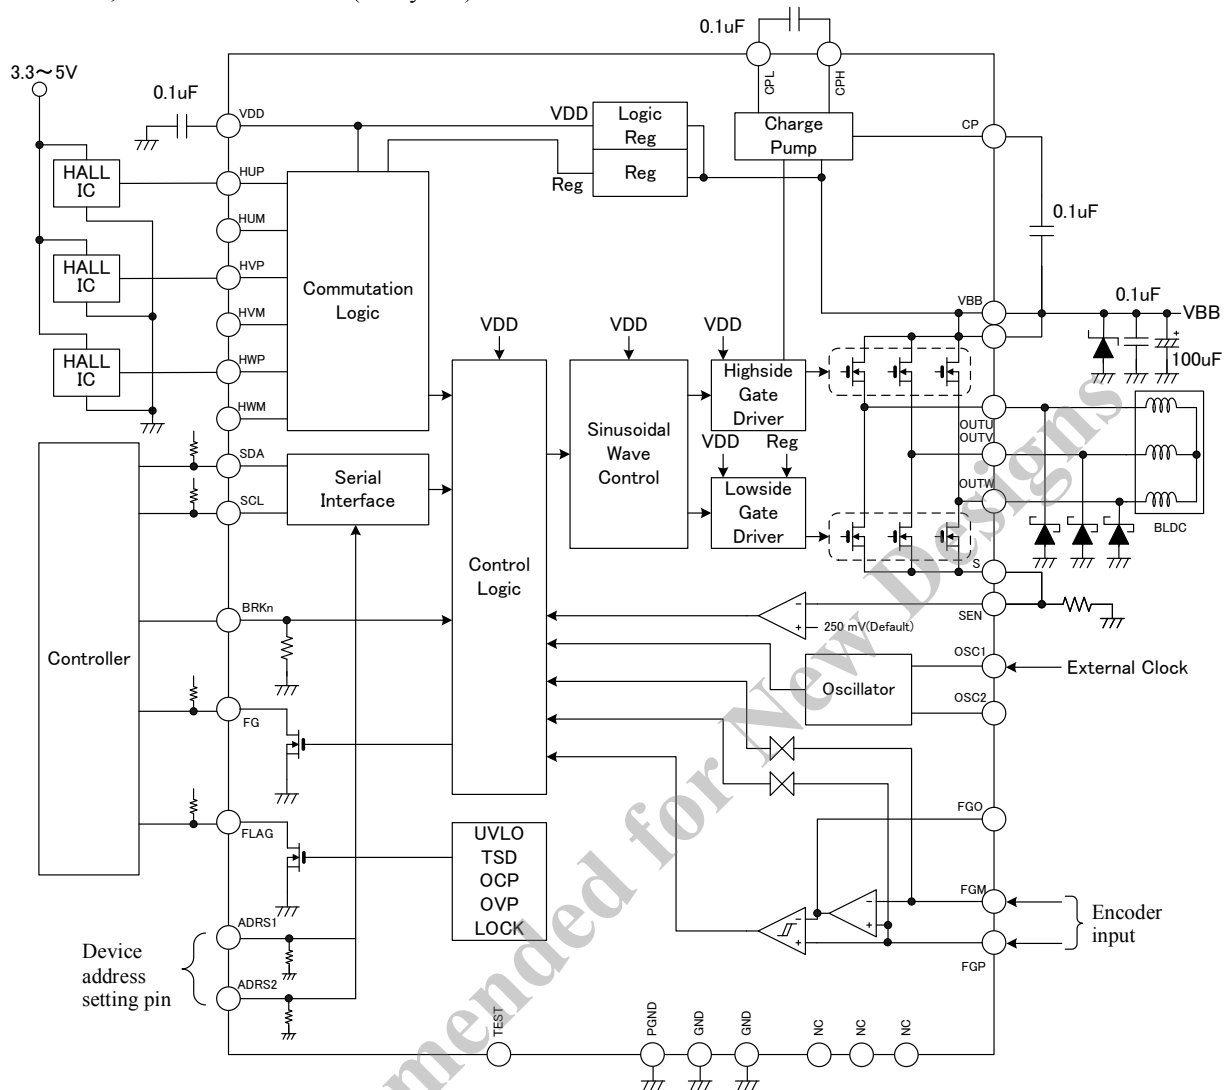 0.1uF
3.3～5V
0.1uF
VDD
CPL
CPH
VDD
Logic
Reg
Charge
Pump
CP
HALL
IC
HUP
Reg
Reg
HUM
0.1uF
HALL
IC
HVP
Commutation
Logic
HVM
VBB
0.1uF
VBB
VDD
VDD
VDD
HALL
IC
HWP
Highside
Gate
Driver
100uF
HWM
OUTU
OUTV
Sinusoidal
Wave
Control
VDD
Reg
SDA
Serial
Interface
SCL
Lowside
Gate
Driver
OUTW
BLDC
Control
Logic
S
BRKn
250 mV(Default)
SEN
Controller
OSC1
External Clock
Oscillator
OSC2
FG
FGO
FLAG
UVLO
TSD
OCP
OVP
LOCK
FGM
Encoder
input
ADRS1
FGP
Device
address
setting pin
ADRS2
TEST
PGND
GND
GND
NC
NC
NC
mended for New Designs